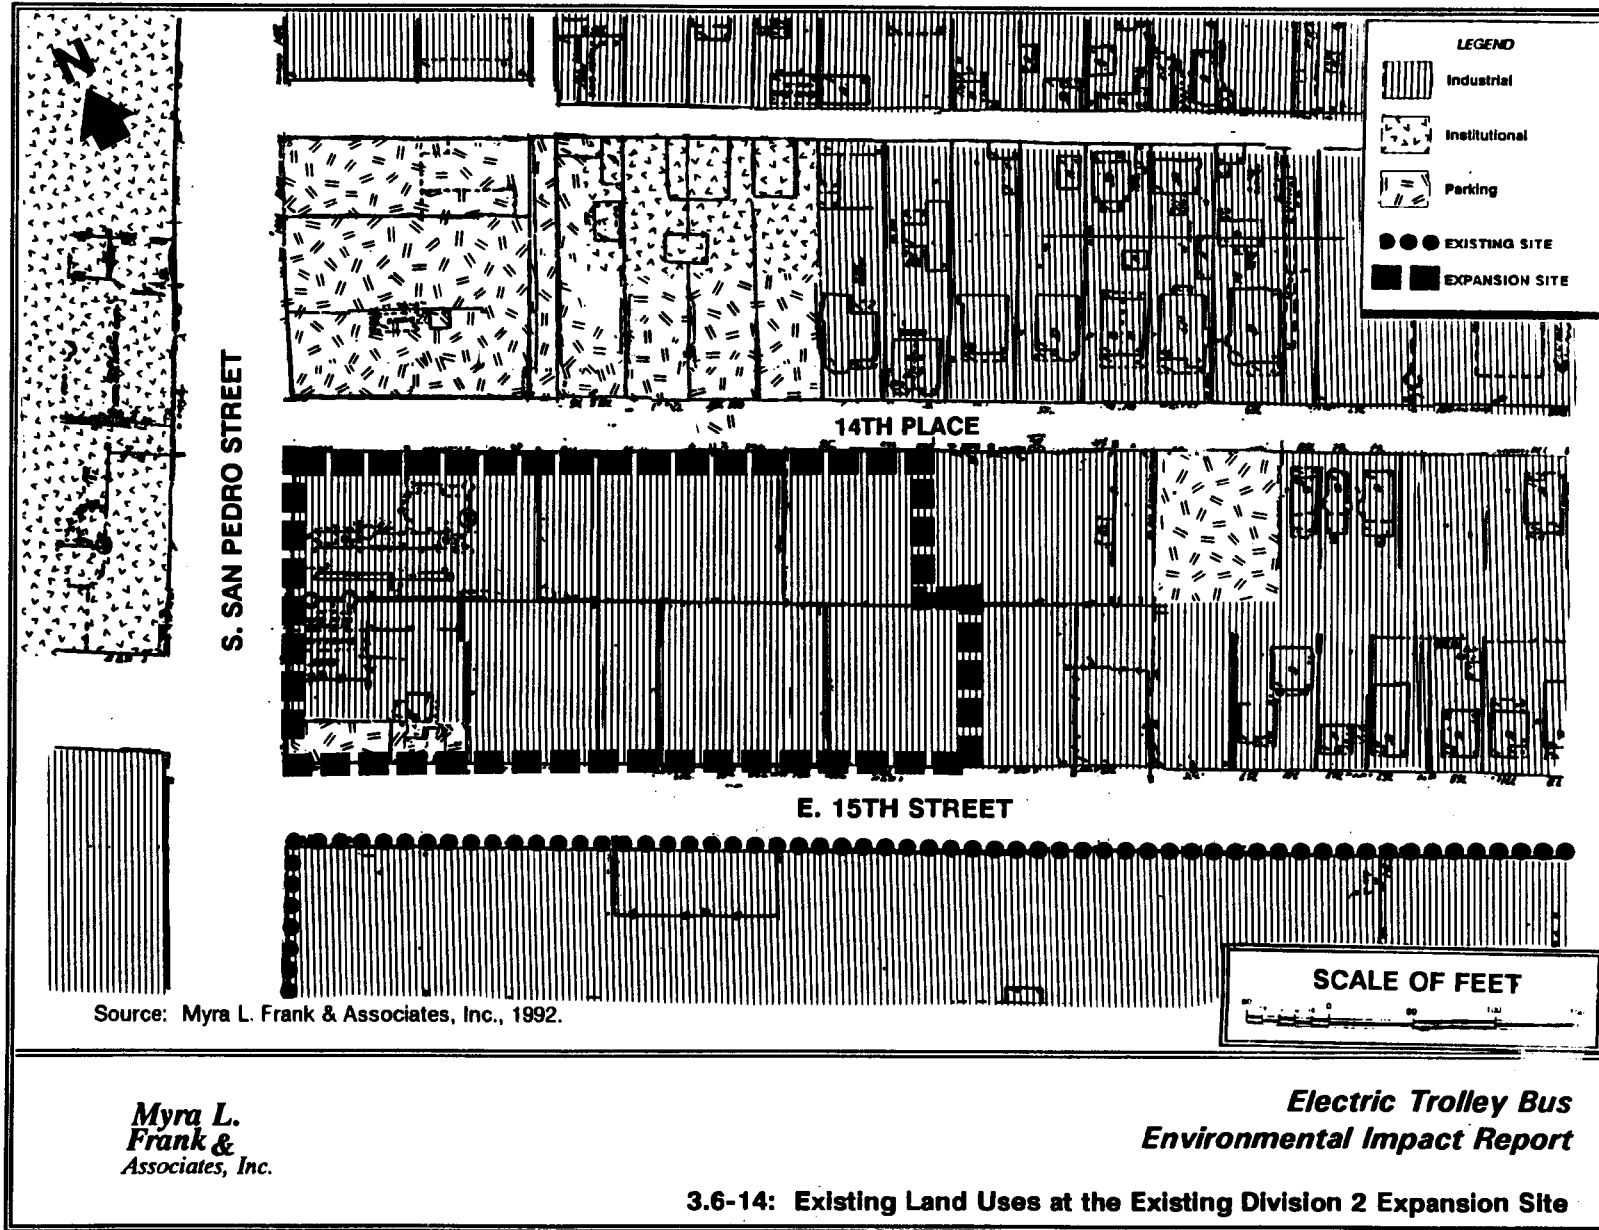 N
LEGEND
Industrial
Institutional
Parking
EXISTING SITE
EXPANSION SITE
S. SAN PEDRO STREET
14TH PLACE
E. 15TH STREET
SCALE OF FEET
Source: Myra L. Frank & Associates, Inc., 1992.
Myra L.
Frank &
Associates, Inc.
Electric Trolley Bus
Environmental Impact Report
3.6-14: Existing Land Uses at the Existing Division 2 Expansion Site